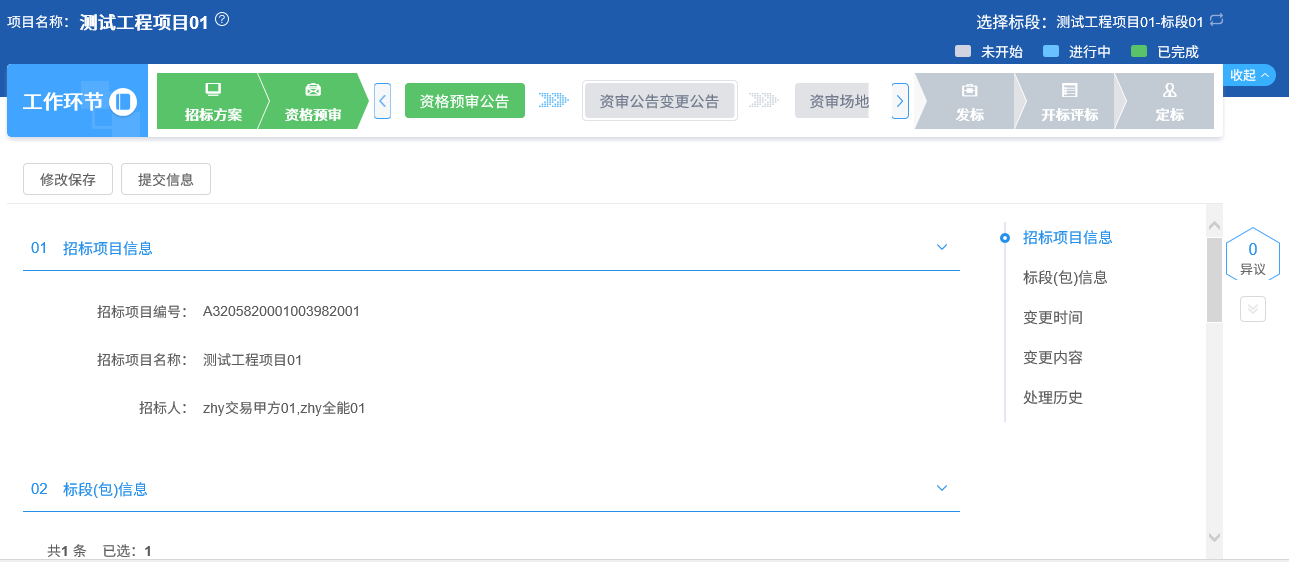 项目名称： 测试工程项目01 ?
选择标段： 测试工程项目01-标段01
未开始 进行中 已完成
工作环节
招标方案
资格预审
资格预审公告
资审公告变更公告
资审场地
发标
开标评标
定标
收起
修改保存 提交信息
01 招标项目信息
招标项目编号： A3205820001003982001
招标项目名称： 测试工程项目01
招标人： zhy交易甲方01,zhy全能01
02 标段(包)信息
共1 条 已选：1
招标项目信息
标段(包)信息
变更时间
变更内容
处理历史
0
异议